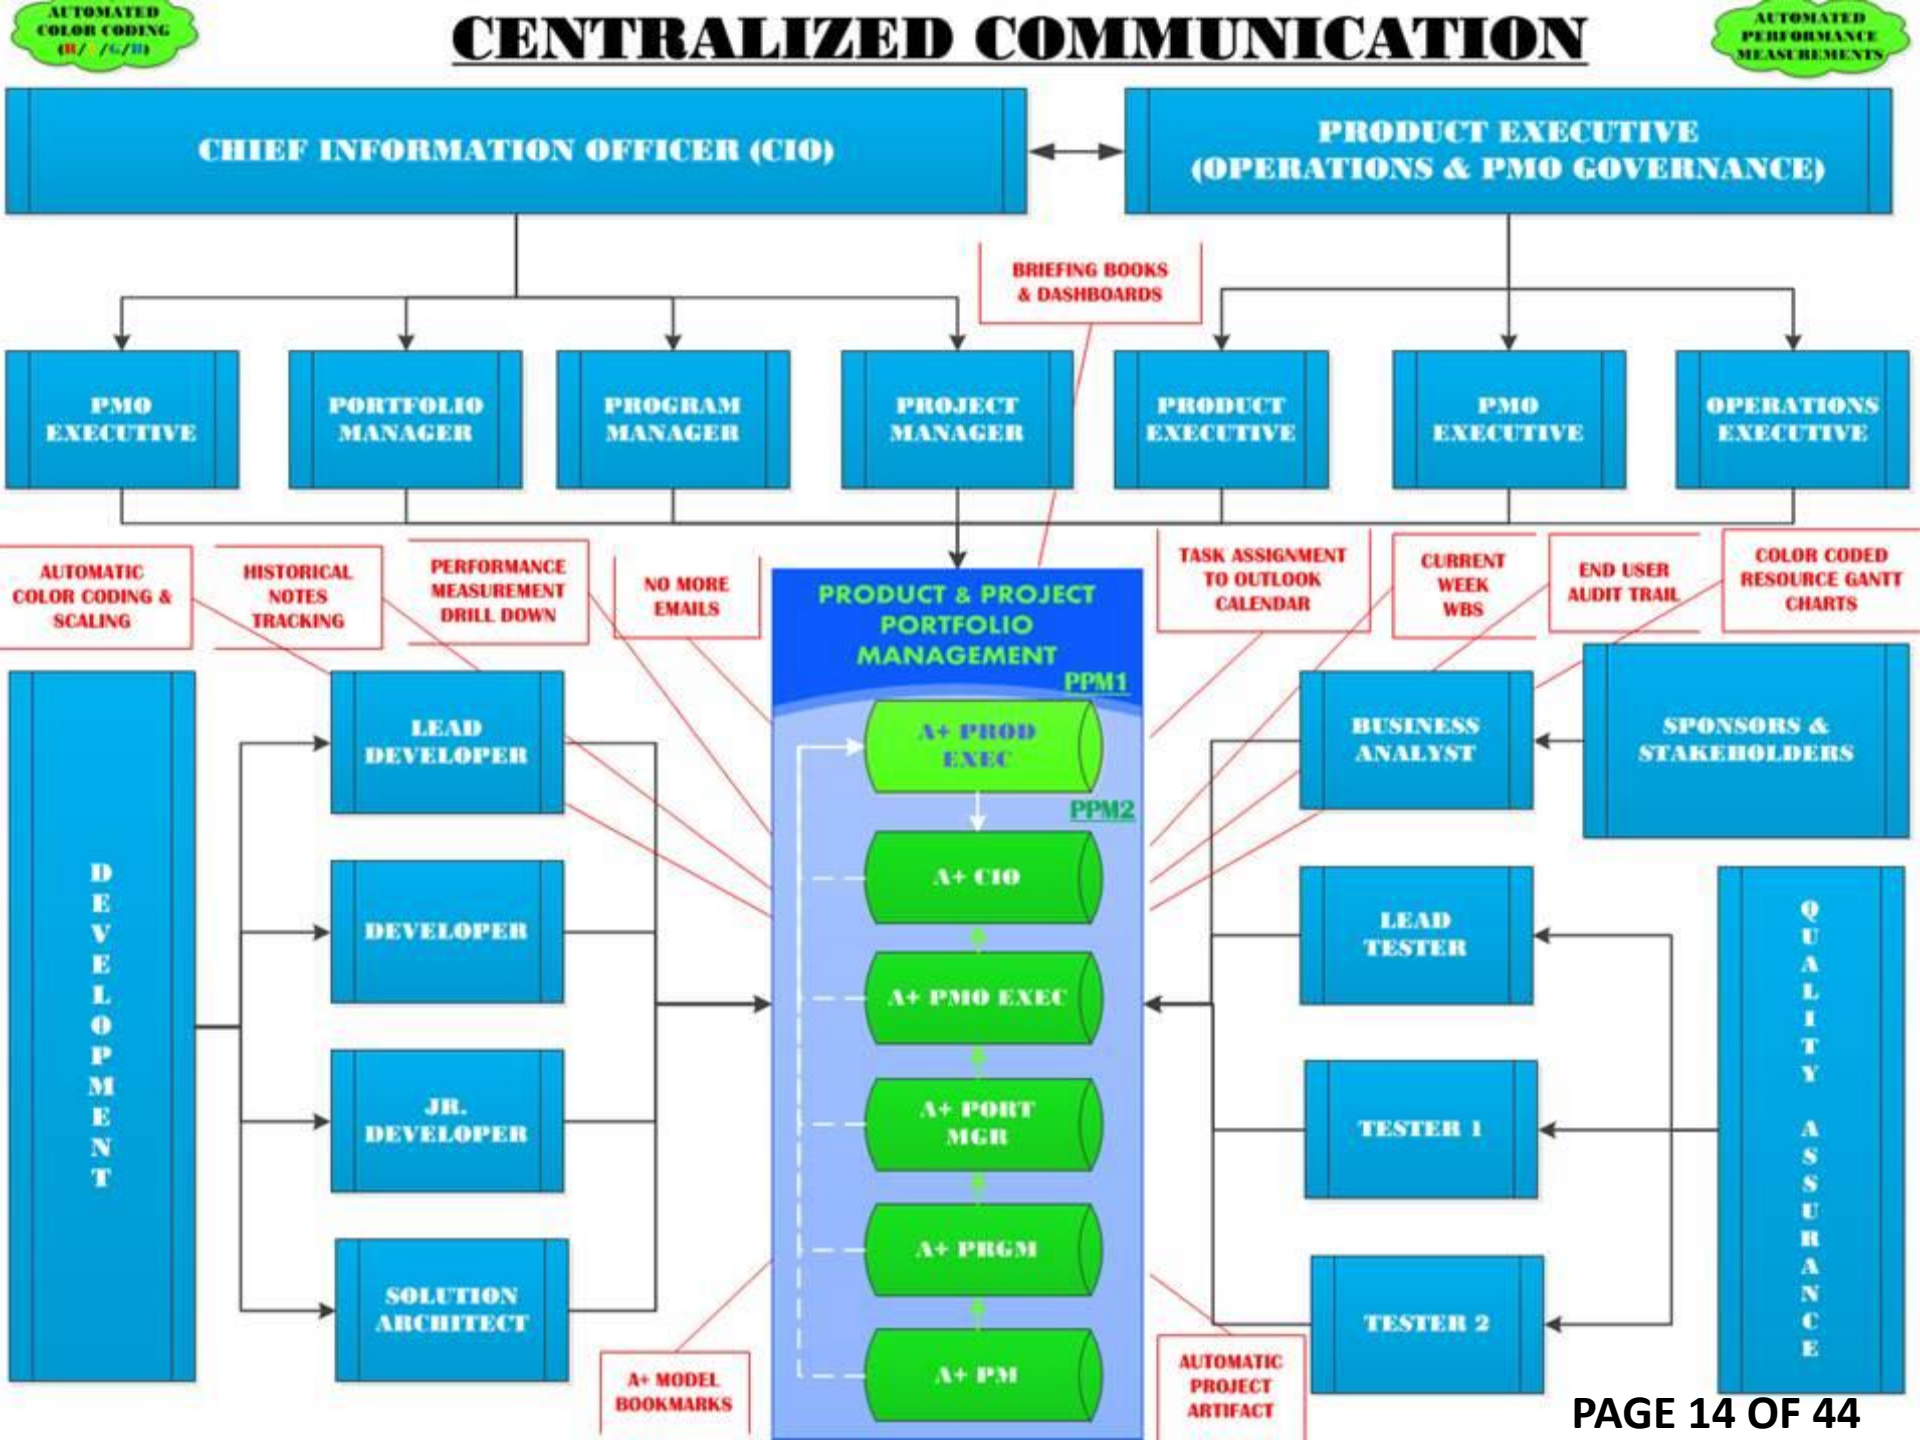 AUTOMATED
COLOR CODING
(R/ /G/B)
CENTRALIZED COMMUNICATION
AUTOMATED
PERFORMANCE
MEASUREMENTS
CHIEF INFORMATION OFFICER (CIO)
PRODUCT EXECUTIVE
(OPERATIONS & PMO GOVERNANCE)
BRIEFING BOOKS
& DASHBOARDS
PMO
EXECUTIVE
PORTFOLIO
MANAGER
PROGRAM
MANAGER
PROJECT
MANAGER
PRODUCT
EXECUTIVE
PMO
EXECUTIVE
OPERATIONS
EXECUTIVE
AUTOMATIC
COLOR CODING &
SCALING
HISTORICAL
NOTES
TRACKING
PERFORMANCE
MEASUREMENT
DRILL DOWN
NO MORE
EMAILS
TASK ASSIGNMENT
TO OUTLOOK
CALENDAR
CURRENT
WEEK
WBS
END USER
AUDIT TRAIL
COLOR CODED
RESOURCE GANTT
CHARTS
PRODUCT & PROJECT
PORTFOLIO
MANAGEMENT
PPM1
A+ PROD
EXEC
PPM2
A+ CIO
A+ PMO EXEC
A+ PORT
MGR
A+ PRGM
A+ PM
DEVELOPMENT
LEAD
DEVELOPER
DEVELOPER
JR.
DEVELOPER
SOLUTION
ARCHITECT
BUSINESS
ANALYST
SPONSORS &
STAKEHOLDERS
LEAD
TESTER
TESTER 1
TESTER 2
QUALITY ASSURANCE
A+ MODEL
BOOKMARKS
AUTOMATIC
PROJECT
ARTIFACT
PAGE 14 OF 44